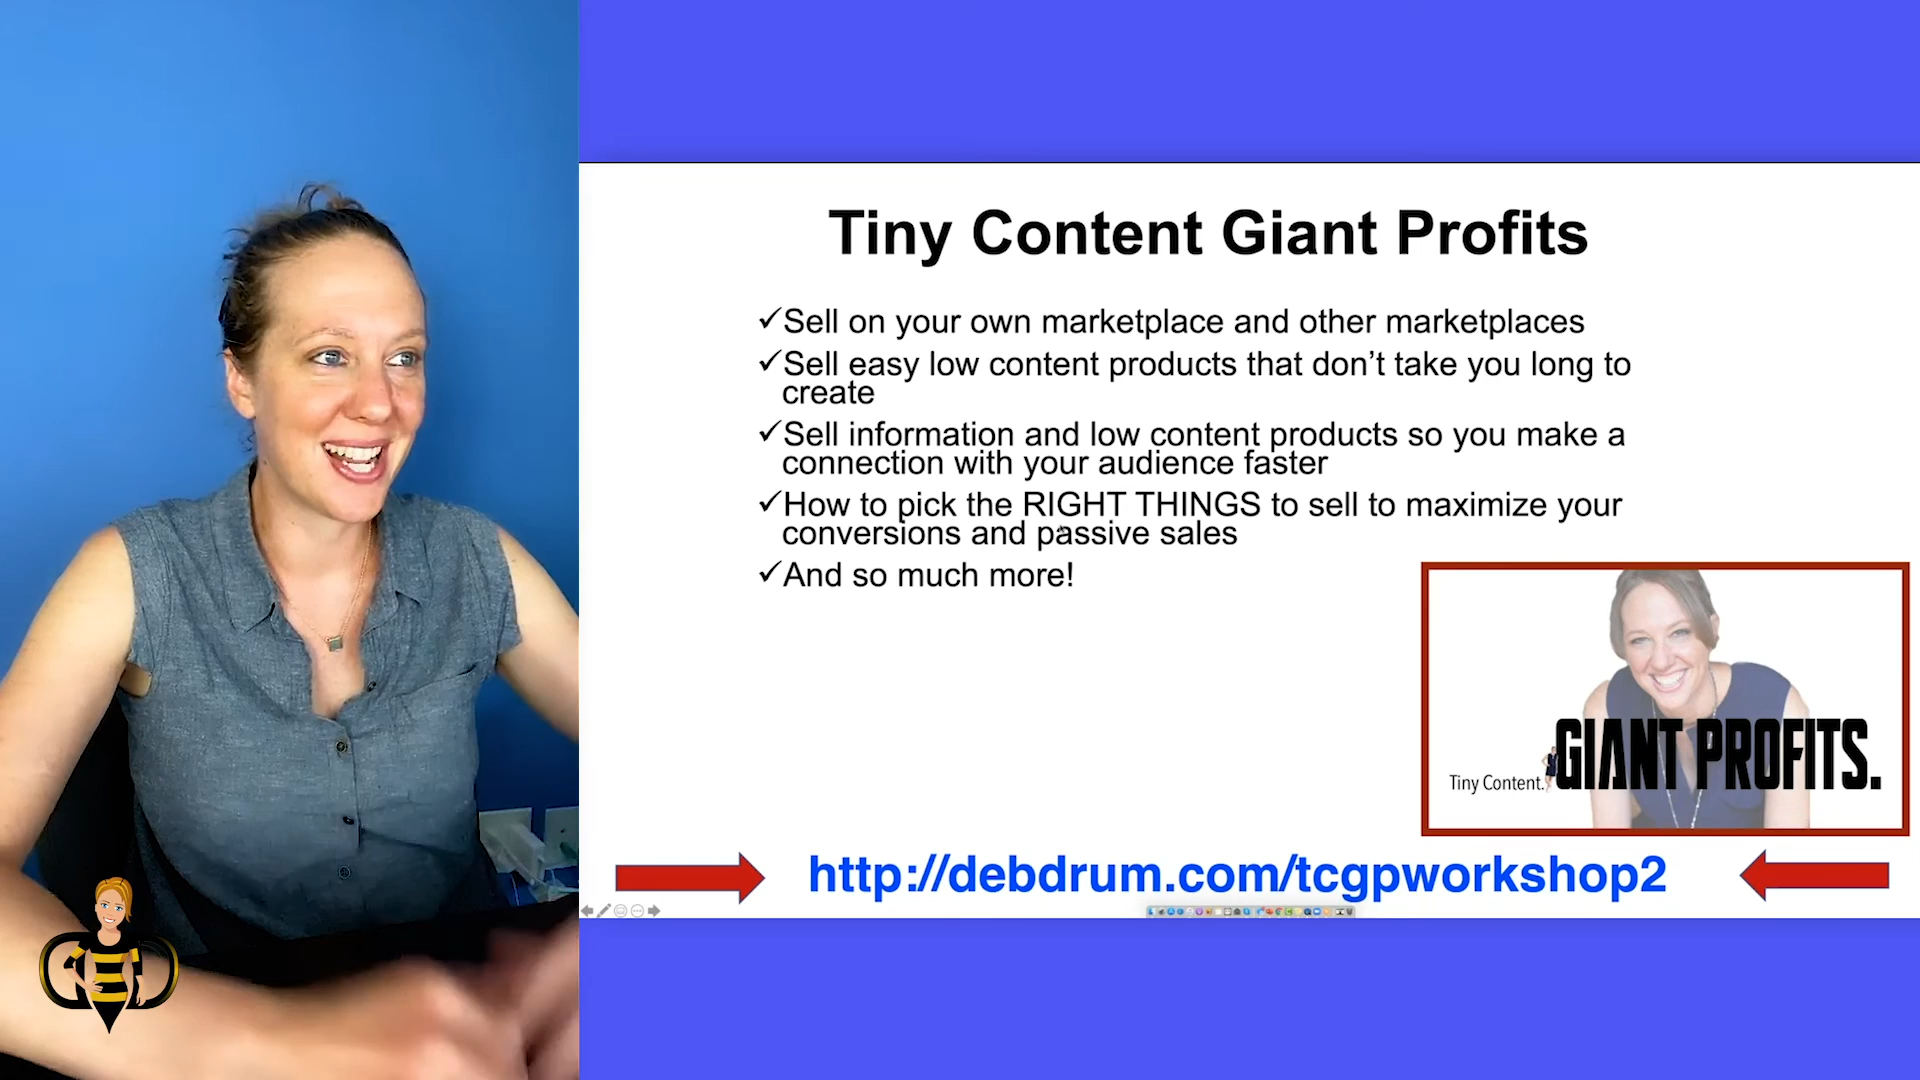 Tiny Content Giant Profits
✓Sell on your own marketplace and other marketplaces
✓Sell easy low content products that don’t take you long to
create
✓Sell information and low content products so you make a
connection with your audience faster
✓How to pick the RIGHT THINGS to sell to maximize your
conversions and passive sales
✓And so much more!
Tiny Content. GIANT PROFITS.
http://debdrum.com/tcgpworkshop2